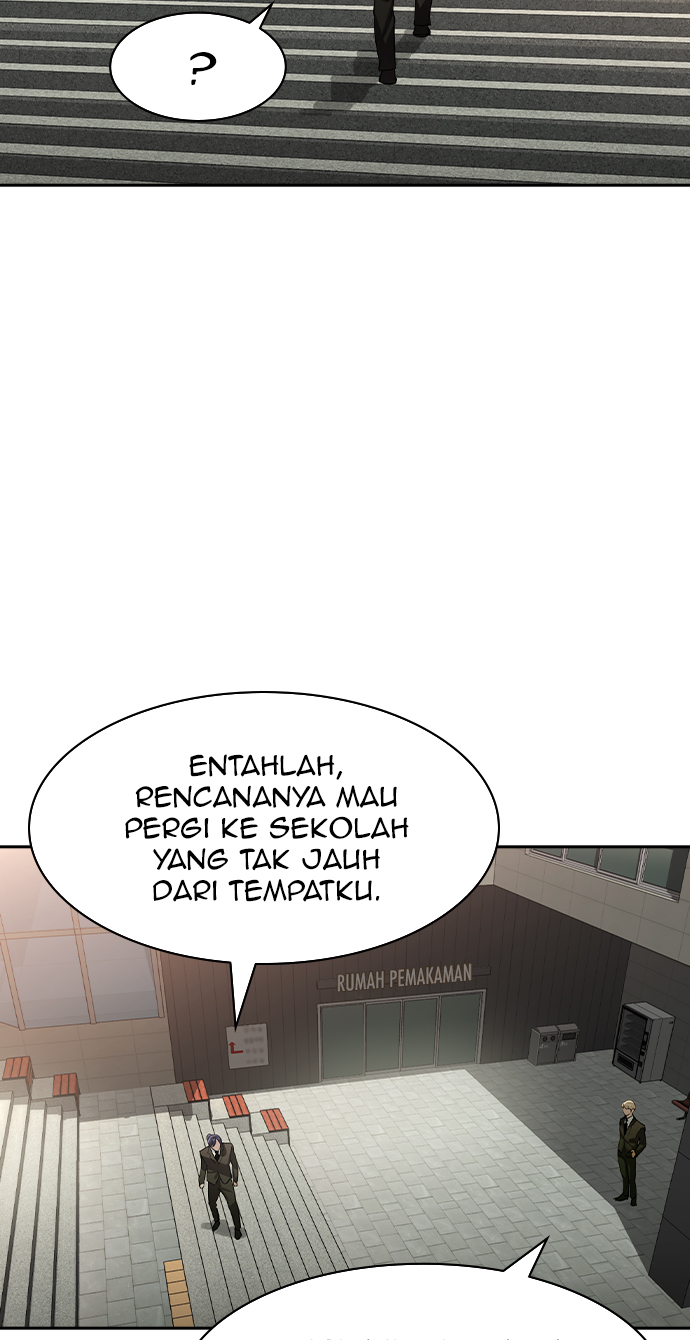 ?
ENTAHLAH,
RENCANANYA MAU
PERGI KE SEKOLAH
YANG TAK JAUH
DARI TEMPATKU.
RUMAH PEMAKAMAN